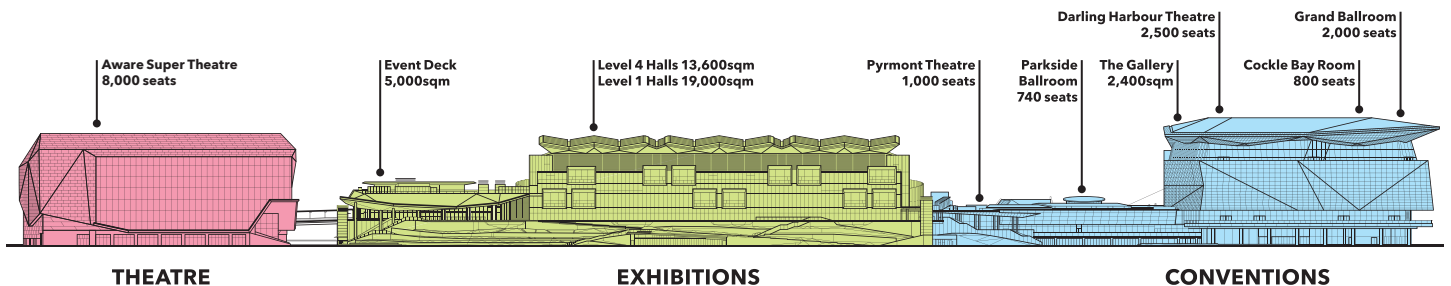 Darling Harbour Theatre
2,500 seats
Grand Ballroom
2,000 seats
Aware Super Theatre
8,000 seats
Event Deck
5,000sqm
Level 4 Halls 13,600sqm
Level 1 Halls 19,000sqm
Pyrmont Theatre
1,000 seats
Parkside
Ballroom
740 seats
The Gallery
2,400sqm
Cockle Bay Room
800 seats
THEATRE
EXHIBITIONS
CONVENTIONS